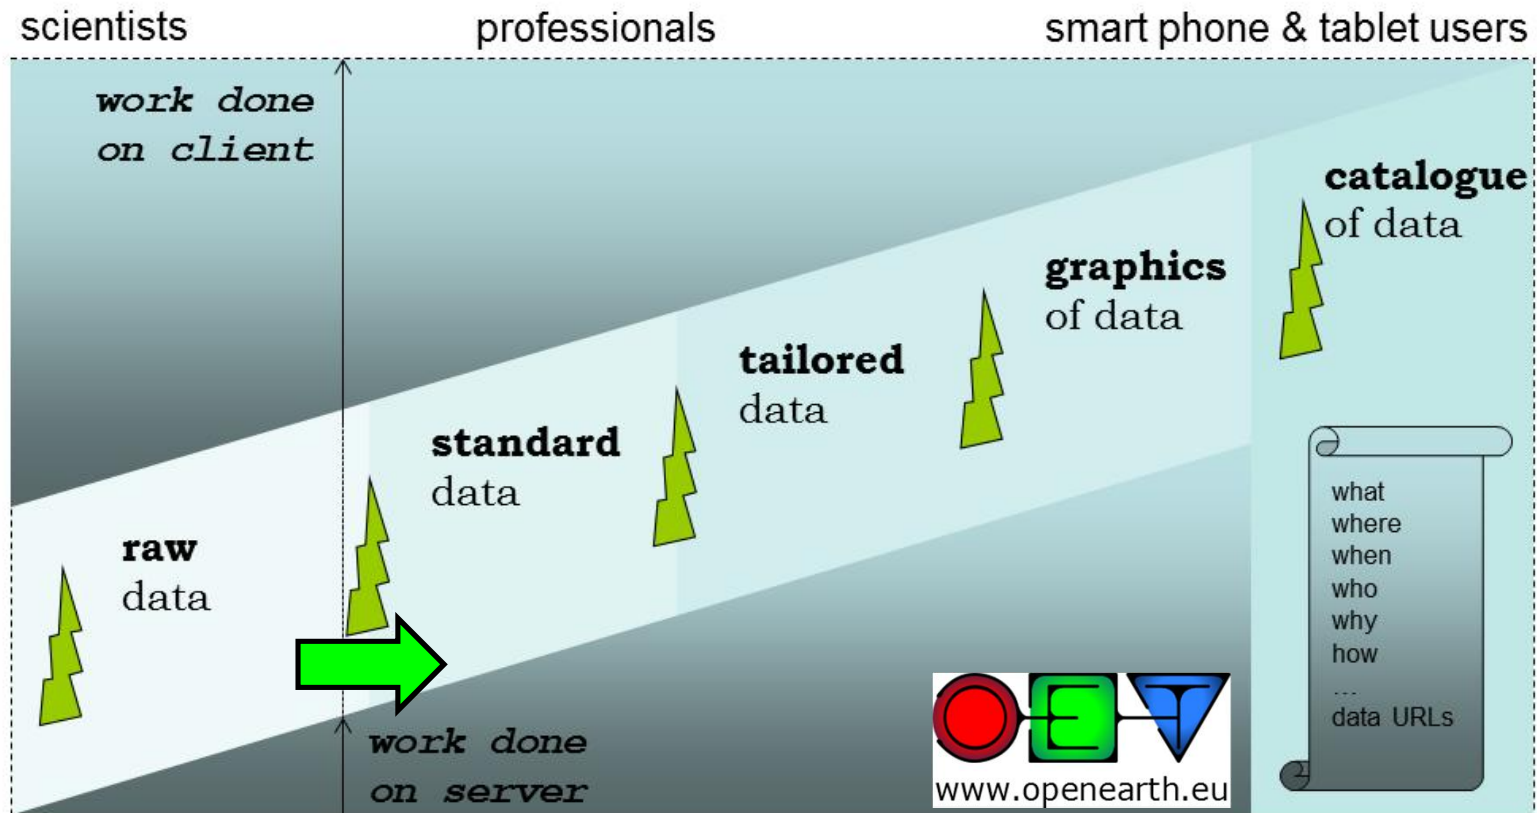 scientists
professionals
smart phone & tablet users
work done
on client
catalogue
of data
graphics
of data
tailored
data
standard
data
raw
data
what
where
when
who
why
how
...
data URLs
work done
on server
OET
www.openearth.eu